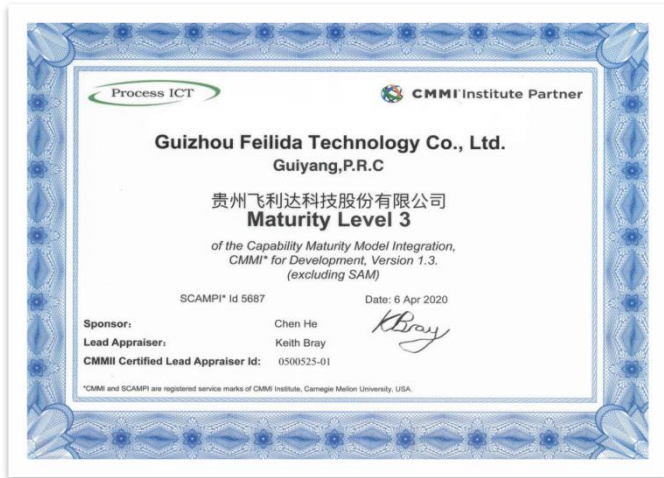 Process ICT
CMMI Institute Partner
Guizhou Feilida Technology Co., Ltd.
Guiyang,P.R.C
贵州飞利达科技股份有限公司
Maturity Level 3
of the Capability Maturity Model Integration,
CMMI* for Development, Version 1.3.
(excluding SAM)
SCAMPI* Id 5687
Date: 6 Apr 2020
KBray
Sponsor: Chen He
Lead Appraiser: Keith Bray
CMMII Certified Lead Appraiser Id: 0500525-01
*CMMI and SCAMPI are registered service marks of CMMI Institute, Carnegie Mellon University, USA.